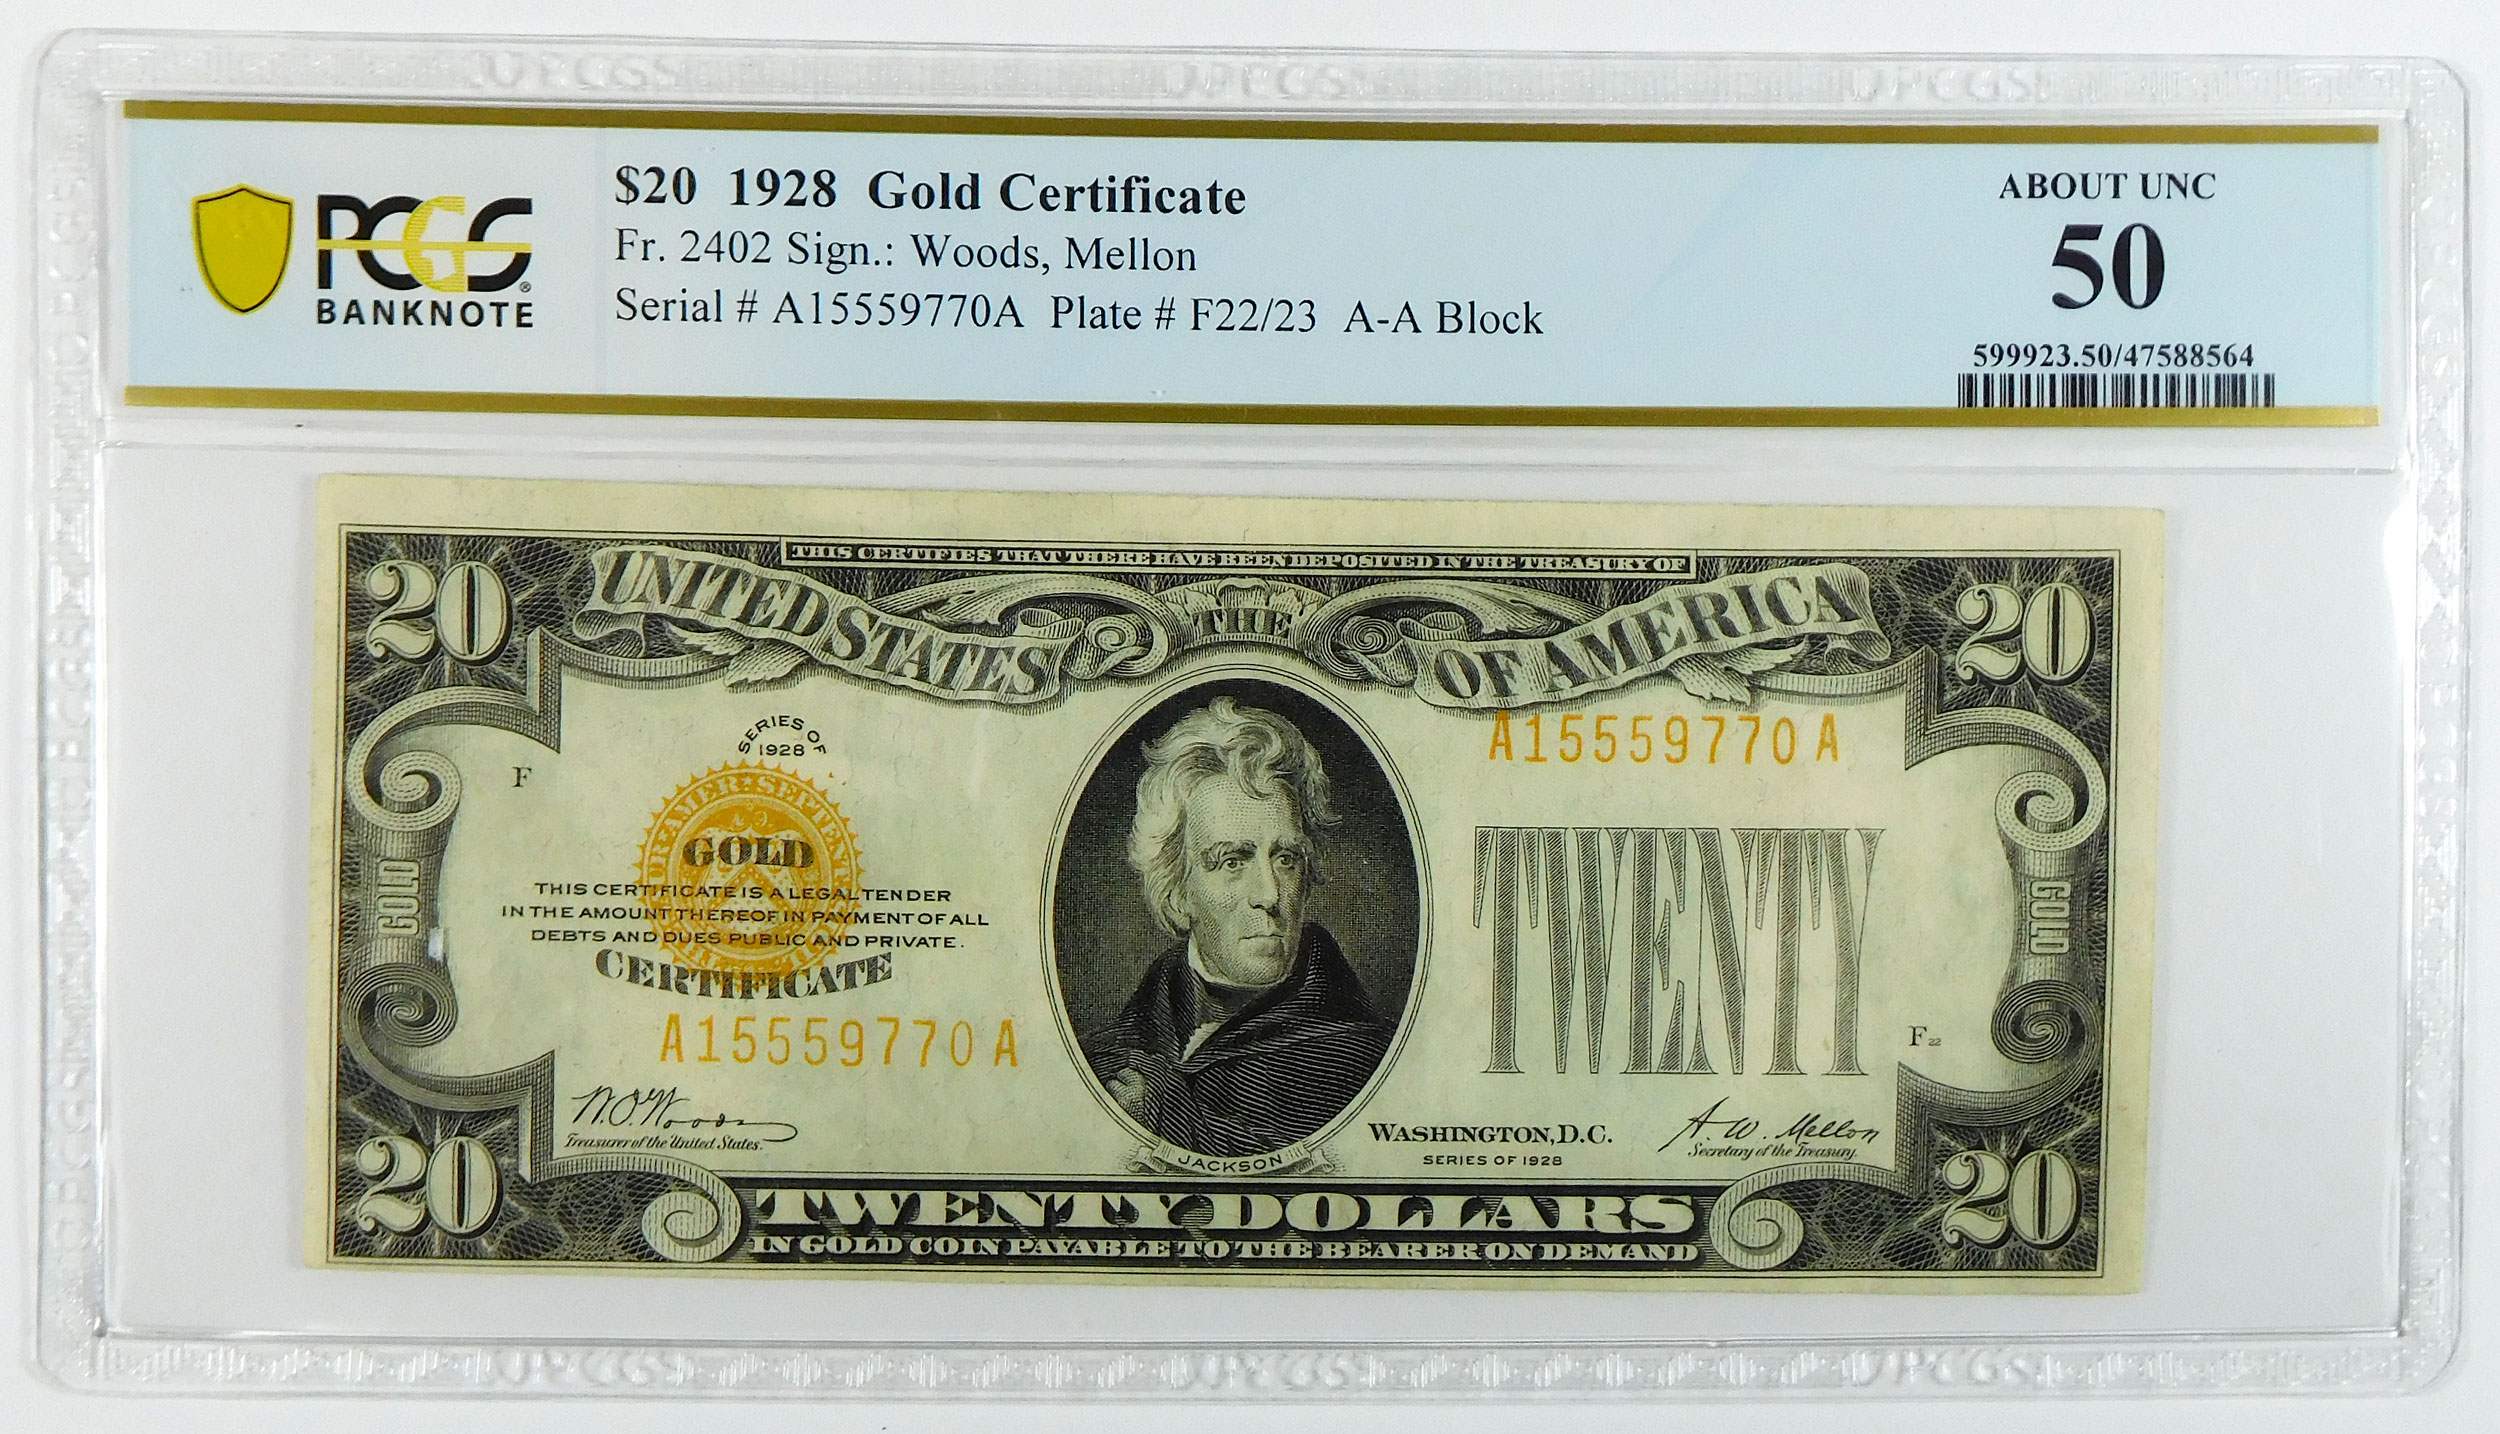 $20 1928 Gold Certificate
Fr. 2402 Sign.: Woods, Mellon
Serial # A15559770A Plate # F22/23 A-A Block
PCGS
BANKNOTE
ABOUT UNC
50
599923.50/47588564
THIS CERTIFIES THAT THERE HAVE BEEN DEPOSITED IN THE TREASURY OF
20
UNITED STATES
THE
OF AMERICA
20
SERIES OF
1928
A15559770A
F
GOLD
GOLD
THIS CERTIFICATE IS A LEGAL TENDER
IN THE AMOUNT THEREOF IN PAYMENT OF ALL
DEBTS AND DUES PUBLIC AND PRIVATE.
CERTIFICATE
TWENTY
GOLD
A15559770A
F22
W.O. Woods
Treasurer of the United States.
WASHINGTON, D.C.
SERIES OF 1928
A. W. Mellon
Secretary of the Treasury.
JACKSON
20
TWENTY DOLLARS
IN GOLD COIN PAYABLE TO THE BEARER ON DEMAND
20